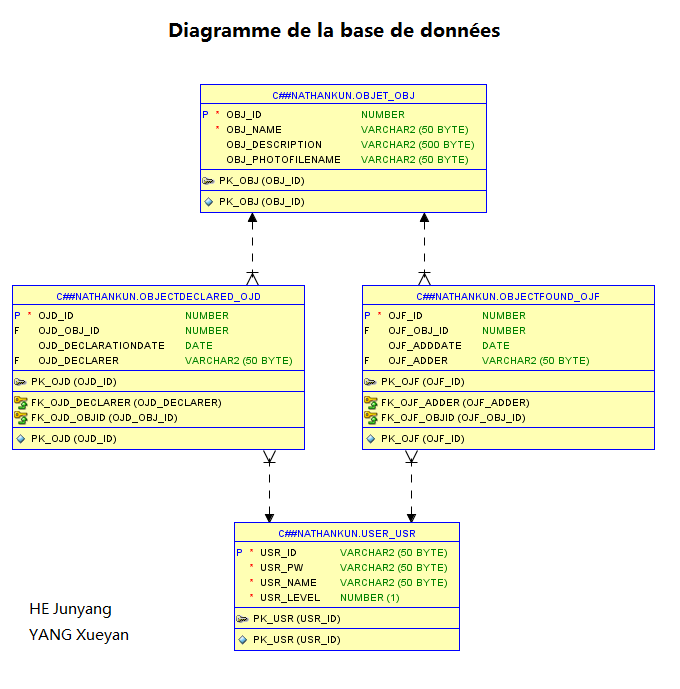 Diagramme de la base de données
C##NATHANKUN.OBJET_OBJ
P * OBJ_ID NUMBER
* OBJ_NAME VARCHAR2 (50 BYTE)
OBJ_DESCRIPTION VARCHAR2 (500 BYTE)
OBJ_PHOTOFILENAME VARCHAR2 (50 BYTE)
PK_OBJ (OBJ_ID)
PK_OBJ (OBJ_ID)
C##NATHANKUN.OBJECTDECLARED_OJD
P * OJD_ID NUMBER
F OJD_OBJ_ID NUMBER
OJD_DECLARATIONDATE DATE
F OJD_DECLARER VARCHAR2 (50 BYTE)
PK_OJD (OJD_ID)
FK_OJD_DECLARER (OJD_DECLARER)
FK_OJD_OBJID (OJD_OBJ_ID)
PK_OJD (OJD_ID)
C##NATHANKUN.OBJECTFOUND_OJF
P * OJF_ID NUMBER
F OJF_OBJ_ID NUMBER
OJF_ADDDATE DATE
F OJF_ADDER VARCHAR2 (50 BYTE)
PK_OJF (OJF_ID)
FK_OJF_ADDER (OJF_ADDER)
FK_OJF_OBJID (OJF_OBJ_ID)
PK_OJF (OJF_ID)
C##NATHANKUN.USER_USR
P * USR_ID VARCHAR2 (50 BYTE)
* USR_PW VARCHAR2 (50 BYTE)
* USR_NAME VARCHAR2 (50 BYTE)
* USR_LEVEL NUMBER (1)
PK_USR (USR_ID)
PK_USR (USR_ID)
HE Junyang
YANG Xueyan